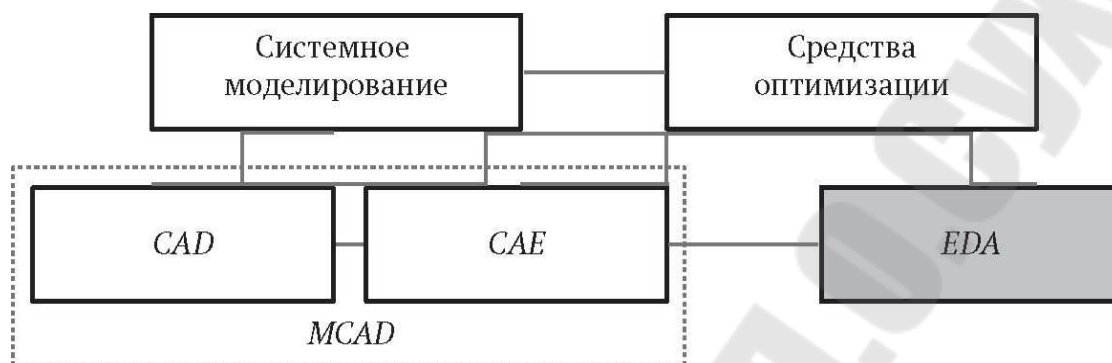 Системное
моделирование
Средства
оптимизации
CAD
CAE
EDA
MCAD